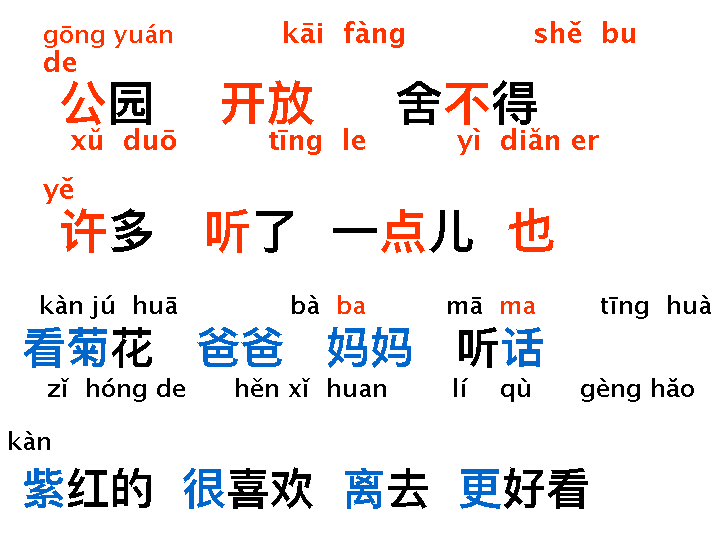 gōng yuán kāi fàng shě bu
de
公园 开放 舍不得
xǔ duō tīng le yì diǎn er
yě
许多 听了 一点儿 也
kàn jú huā bà ba mā ma tīng huà
看菊花 爸爸 妈妈 听话
zǐ hóng de hěn xǐ huan lí qù gèng hǎo
kàn
紫红的 很喜欢 离去 更好看